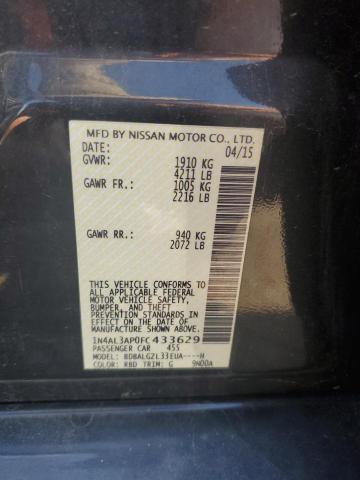 MFD BY NISSAN MOTOR CO., LTD.
DATE: 04/15
GVWR: 1910 KG
4211 LB
GAWR FR: 1005 KG
2216 LB
GAWR RR: 940 KG
2072 LB
THIS VEHICLE CONFORMS TO
ALL APPLICABLE FEDERAL
MOTOR VEHICLE SAFETY,
BUMPER, AND THEFT
PREVENTION STANDARDS IN
EFFECT ON THE DATE OF
MANUFACTURE SHOWN ABOVE.
1N4AL3AP0FC433629
PASSENGER CAR 455
MODEL: BDBALGZL33EUA----H
COLOR: RBD TRIM: G 9N00A